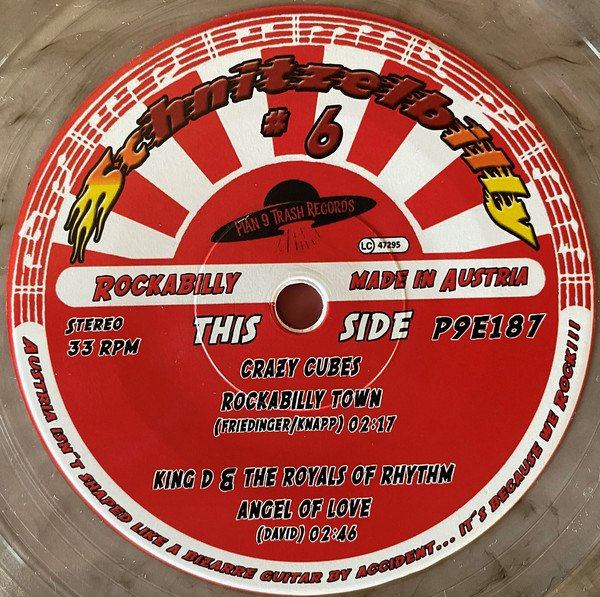 Schnitzelbilly
# 6
PLAN 9 TRASH RECORDS
LC 47295
ROCKABILLY MADE IN AUSTRIA
STEREO
33 RPM
THIS SIDE
P9E187
CRAZY CUBES
ROCKABILLY TOWN
(FRIEDINGER/KNAPP) 02:17
KING D & THE ROYALS OF RHYTHM
ANGEL OF LOVE
(DAVID) 02:46
AUSTRIA ISN´T SHAPED LIKE A BIZARRE GUITAR BY ACCIDENT... IT´S BECAUSE WE ROCK!!!